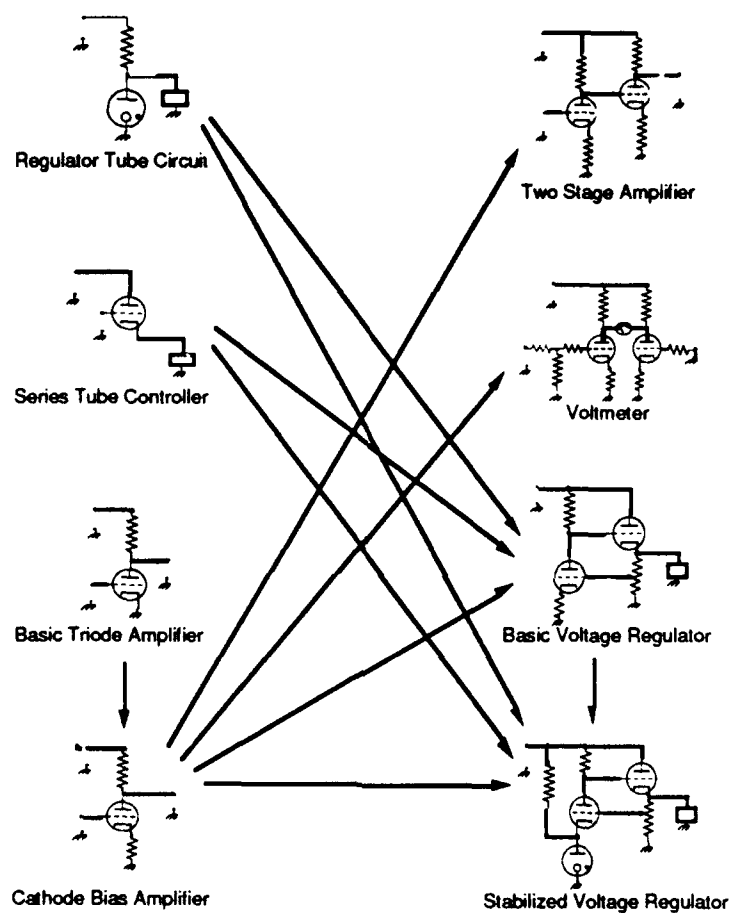 Regulator Tube Circuit
Two Stage Amplifier
Series Tube Controller
Voltmeter
Basic Triode Amplifier
Basic Voltage Regulator
Cathode Bias Amplifier
Stabilized Voltage Regulator